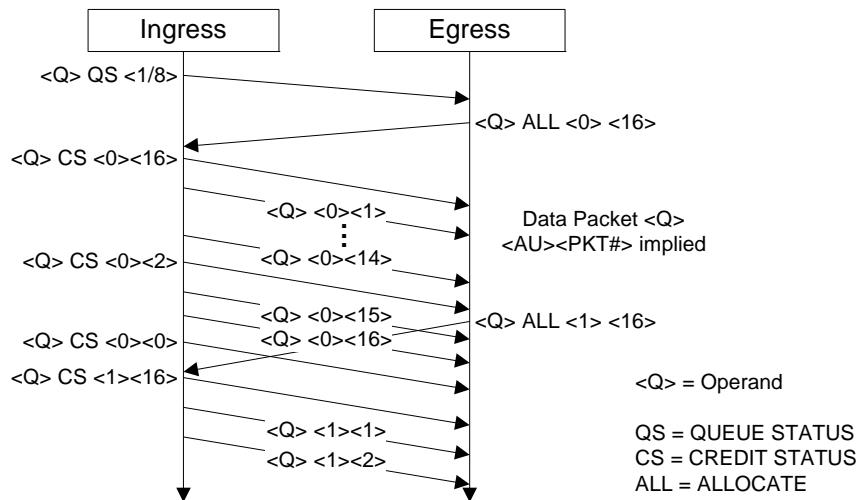 Ingress
Egress
<Q> QS <1/8>
<Q> ALL <0> <16>
<Q> CS <0><16>
<Q> <0><1>
Data Packet <Q>
<AU><PKT#> implied
<Q> <0><14>
<Q> CS <0><2>
<Q> <0><15>
<Q> ALL <1> <16>
<Q> <0><16>
<Q> CS <0><0>
<Q> CS <1><16>
<Q> = Operand
<Q> <1><1>
QS = QUEUE STATUS
<Q> <1><2>
CS = CREDIT STATUS
ALL = ALLOCATE